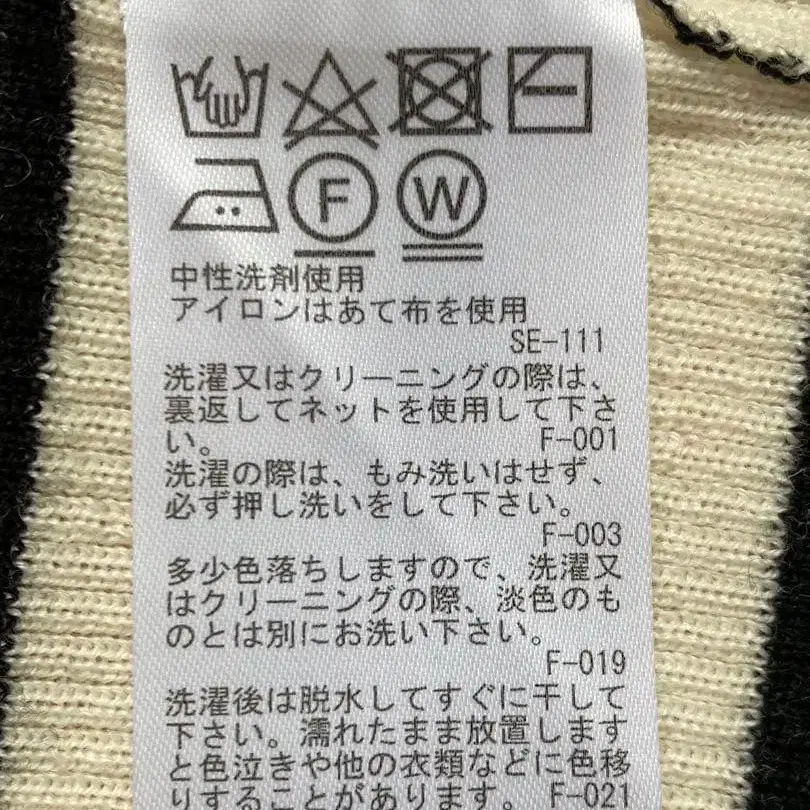 F W
中性洗剤使用
アイロンはあて布を使用
SE-111
洗濯又はクリーニングの際は、
裏返してネットを使用して下さ
い。 F-001
洗濯の際は、もみ洗いはせず、
必ず押し洗いをして下さい。
F-003
多少色落ちしますので、洗濯又
はクリーニングの際、淡色のも
のとは別にお洗い下さい。
F-019
洗濯後は脱水してすぐに干して
下さい。濡れたまま放置します
と色泣きや他の衣類などに色移
りすることがあります。 F-021